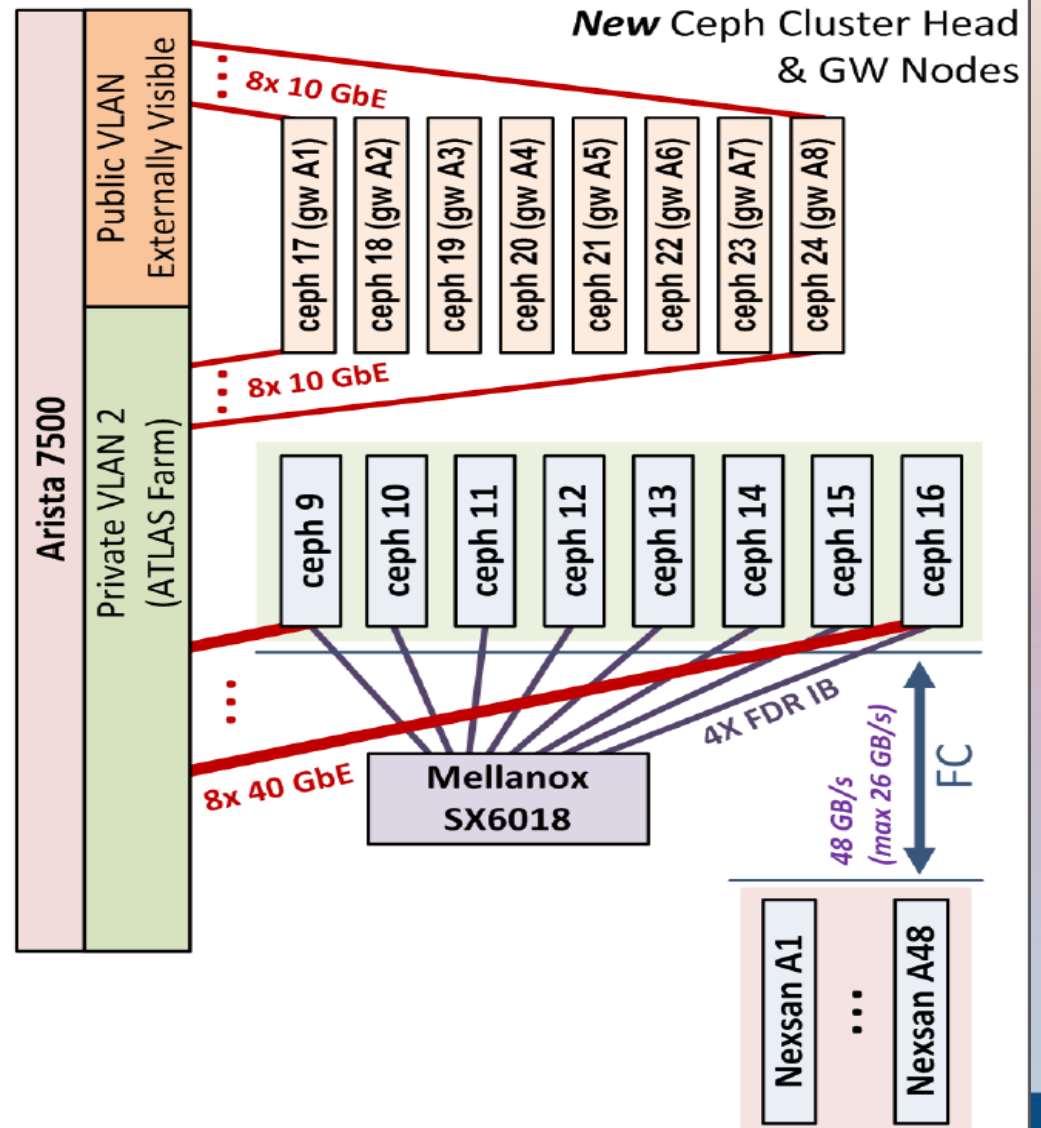 New Ceph Cluster Head
& GW Nodes
Arista 7500
Public VLAN
Externally Visible
Private VLAN 2
(ATLAS Farm)
8x 10 GbE
ceph 17 (gw A1)
ceph 18 (gw A2)
ceph 19 (gw A3)
ceph 20 (gw A4)
ceph 21 (gw A5)
ceph 22 (gw A6)
ceph 23 (gw A7)
ceph 24 (gw A8)
8x 10 GbE
ceph 9
ceph 10
ceph 11
ceph 12
ceph 13
ceph 14
ceph 15
ceph 16
8x 40 GbE
4X FDR IB
Mellanox
SX6018
48 GB/s
(max 26 GB/s)
FC
Nexsan A1
...
Nexsan A48